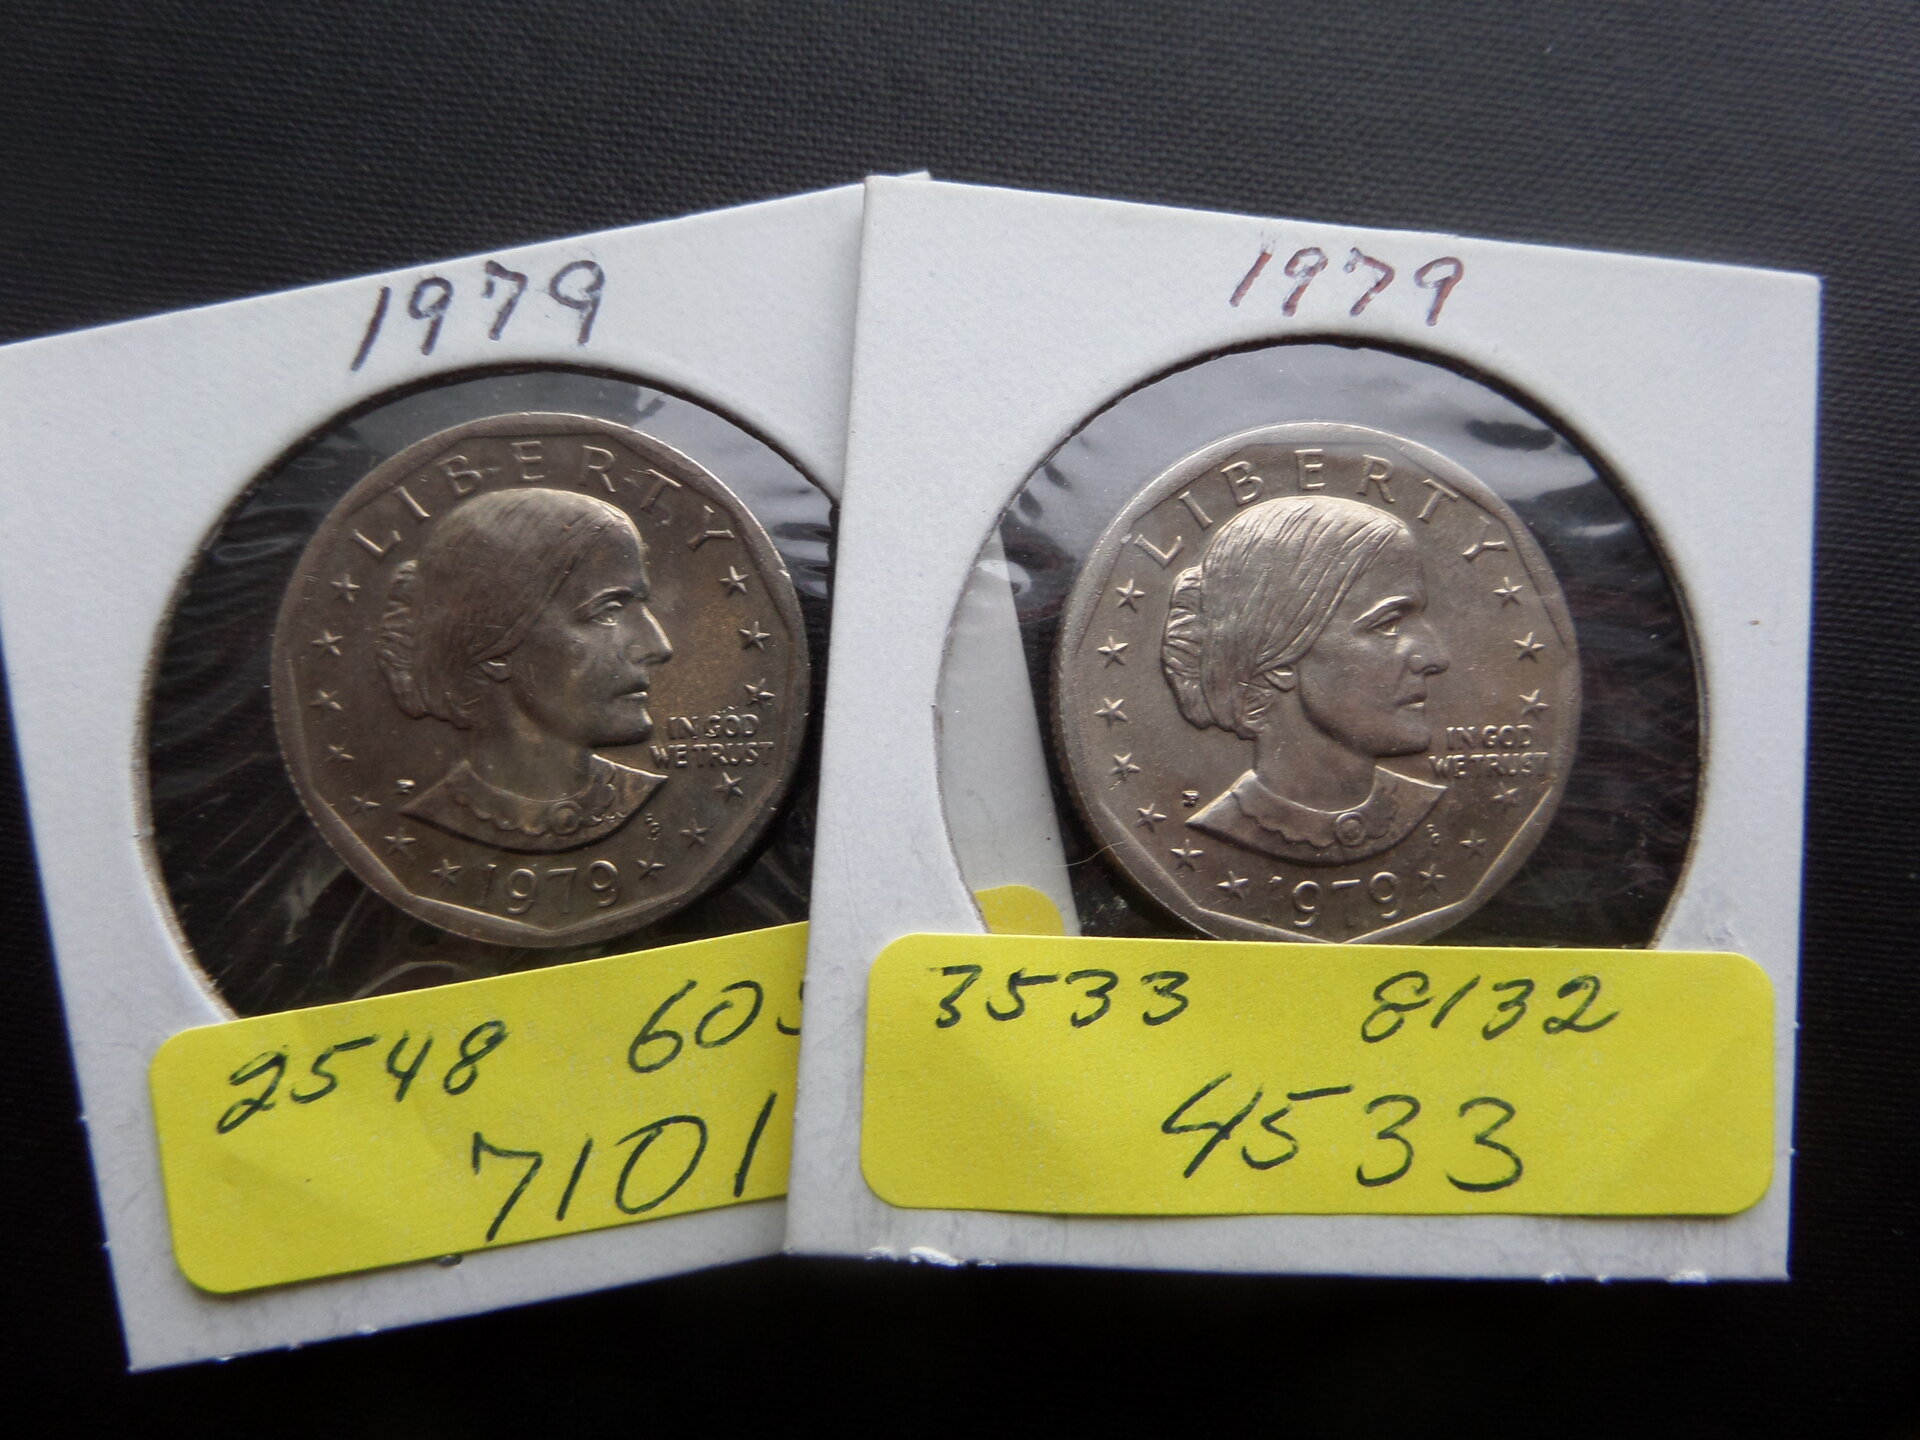 1979
LIBERTY
IN GOD
WE TRUST
P
1979
2548 60
7101
1979
LIBERTY
IN GOD
WE TRUST
P
1979
3533 8132
4533